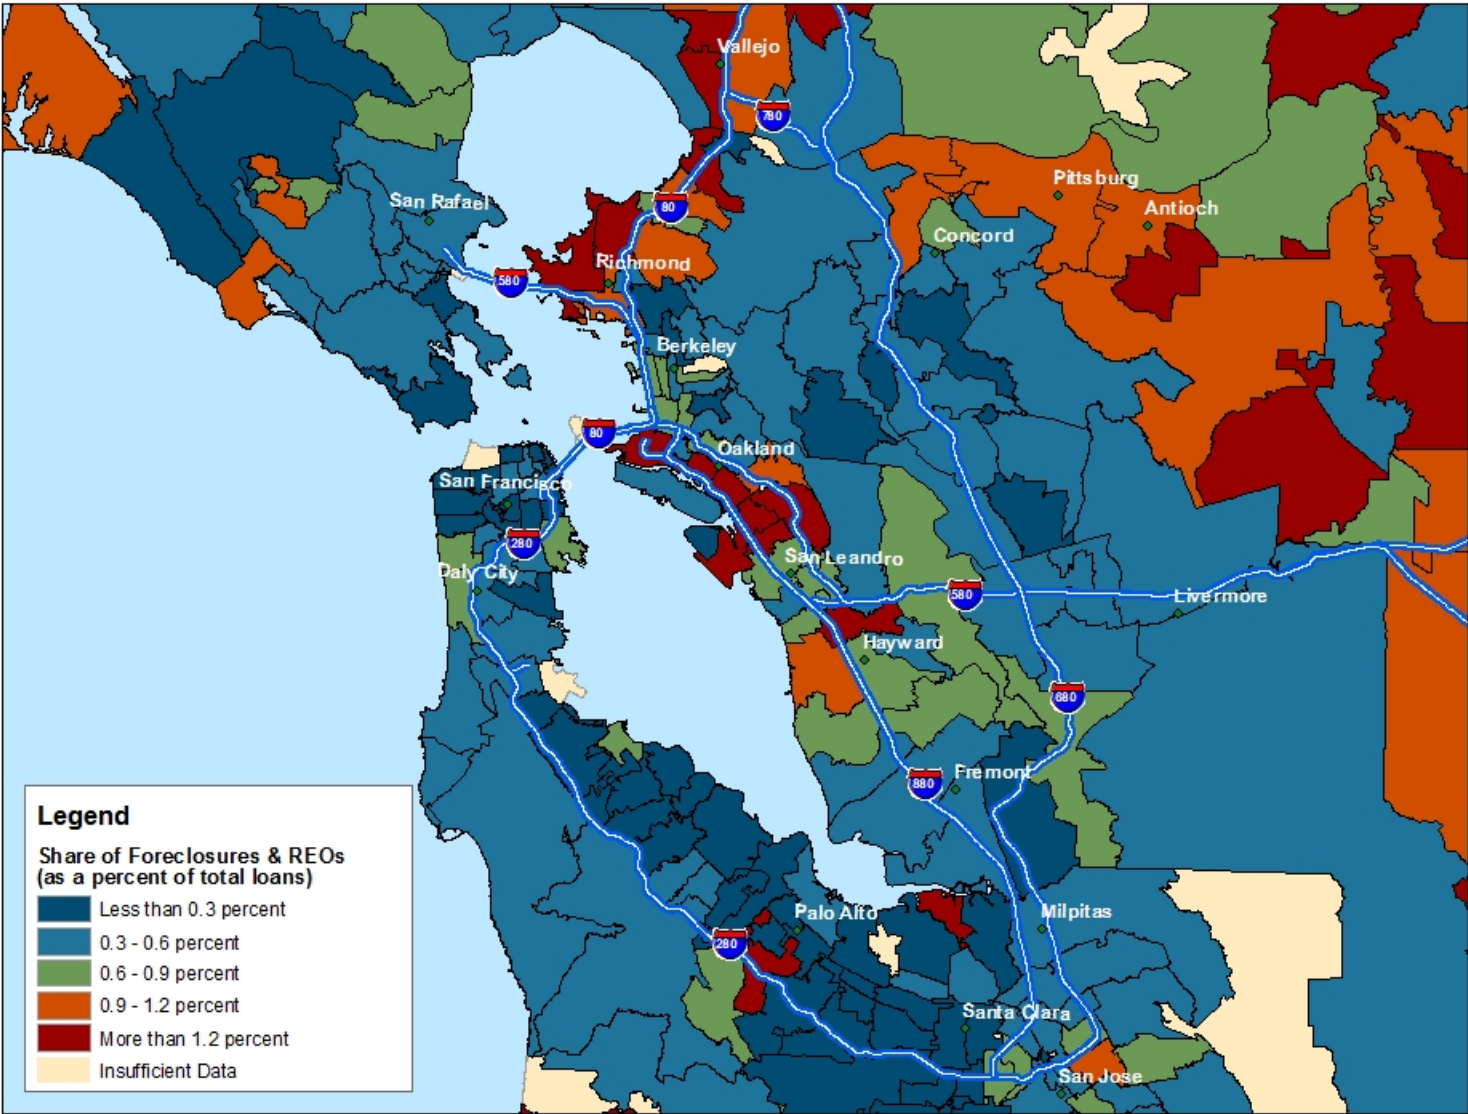 Vallejo
780
Pittsburg
San Rafael
80
Antioch
Concord
Richmond
580
Berkeley
80
Oakland
San Francisco
280
San Leandro
Daly City
580
Livermore
Hayward
680
Fremont
880
Legend
Share of Foreclosures & REOs
(as a percent of total loans)
Less than 0.3 percent
0.3 - 0.6 percent
0.6 - 0.9 percent
0.9 - 1.2 percent
More than 1.2 percent
Insufficient Data
Palo Alto
Milpitas
280
Santa Clara
San Jose